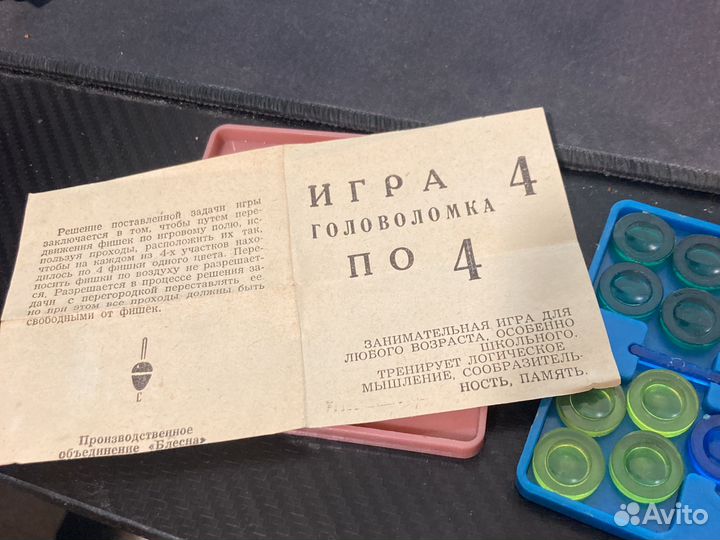 Решение поставленной задачи игры
заключается в том, чтобы путем пере-
движения фишек по игровому полю, ис-
пользуя проходы, расположить их так,
чтобы на каждом из 4-х участков нахо-
дилось по 4 фишки одного цвета. Пере-
носить фишки по воздуху не разрешает-
ся. Разрешается в процессе решения за-
дачи с перегородкой переставлять ее
но при этом все проходы должны быть
свободными от фишек.
С
Производственное
объединение «Блесна»
ИГРА 4
ГОЛОВОЛОМКА
ПО 4
ЗАНИМАТЕЛЬНАЯ ИГРА ДЛЯ
ЛЮБОГО ВОЗРАСТА, ОСОБЕННО
ШКОЛЬНОГО.
ТРЕНИРУЕТ ЛОГИЧЕСКОЕ
МЫШЛЕНИЕ, СООБРАЗИТЕЛЬ-
НОСТЬ, ПАМЯТЬ.
Avito